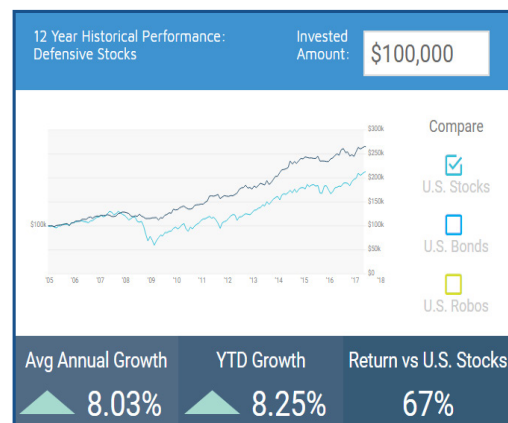 12 Year Historical Performance:
Defensive Stocks
Invested
Amount:
$100,000
$300k
$250k
$200k
$150k
$100k
$50k
$0
$100k
'05 '06 '07 '08 '09 '10 '11 '12 '13 '14 '15 '16 '17 '18
Compare
U.S. Stocks
U.S. Bonds
U.S. Robos
Avg Annual Growth
8.03%
YTD Growth
8.25%
Return vs U.S. Stocks
67%